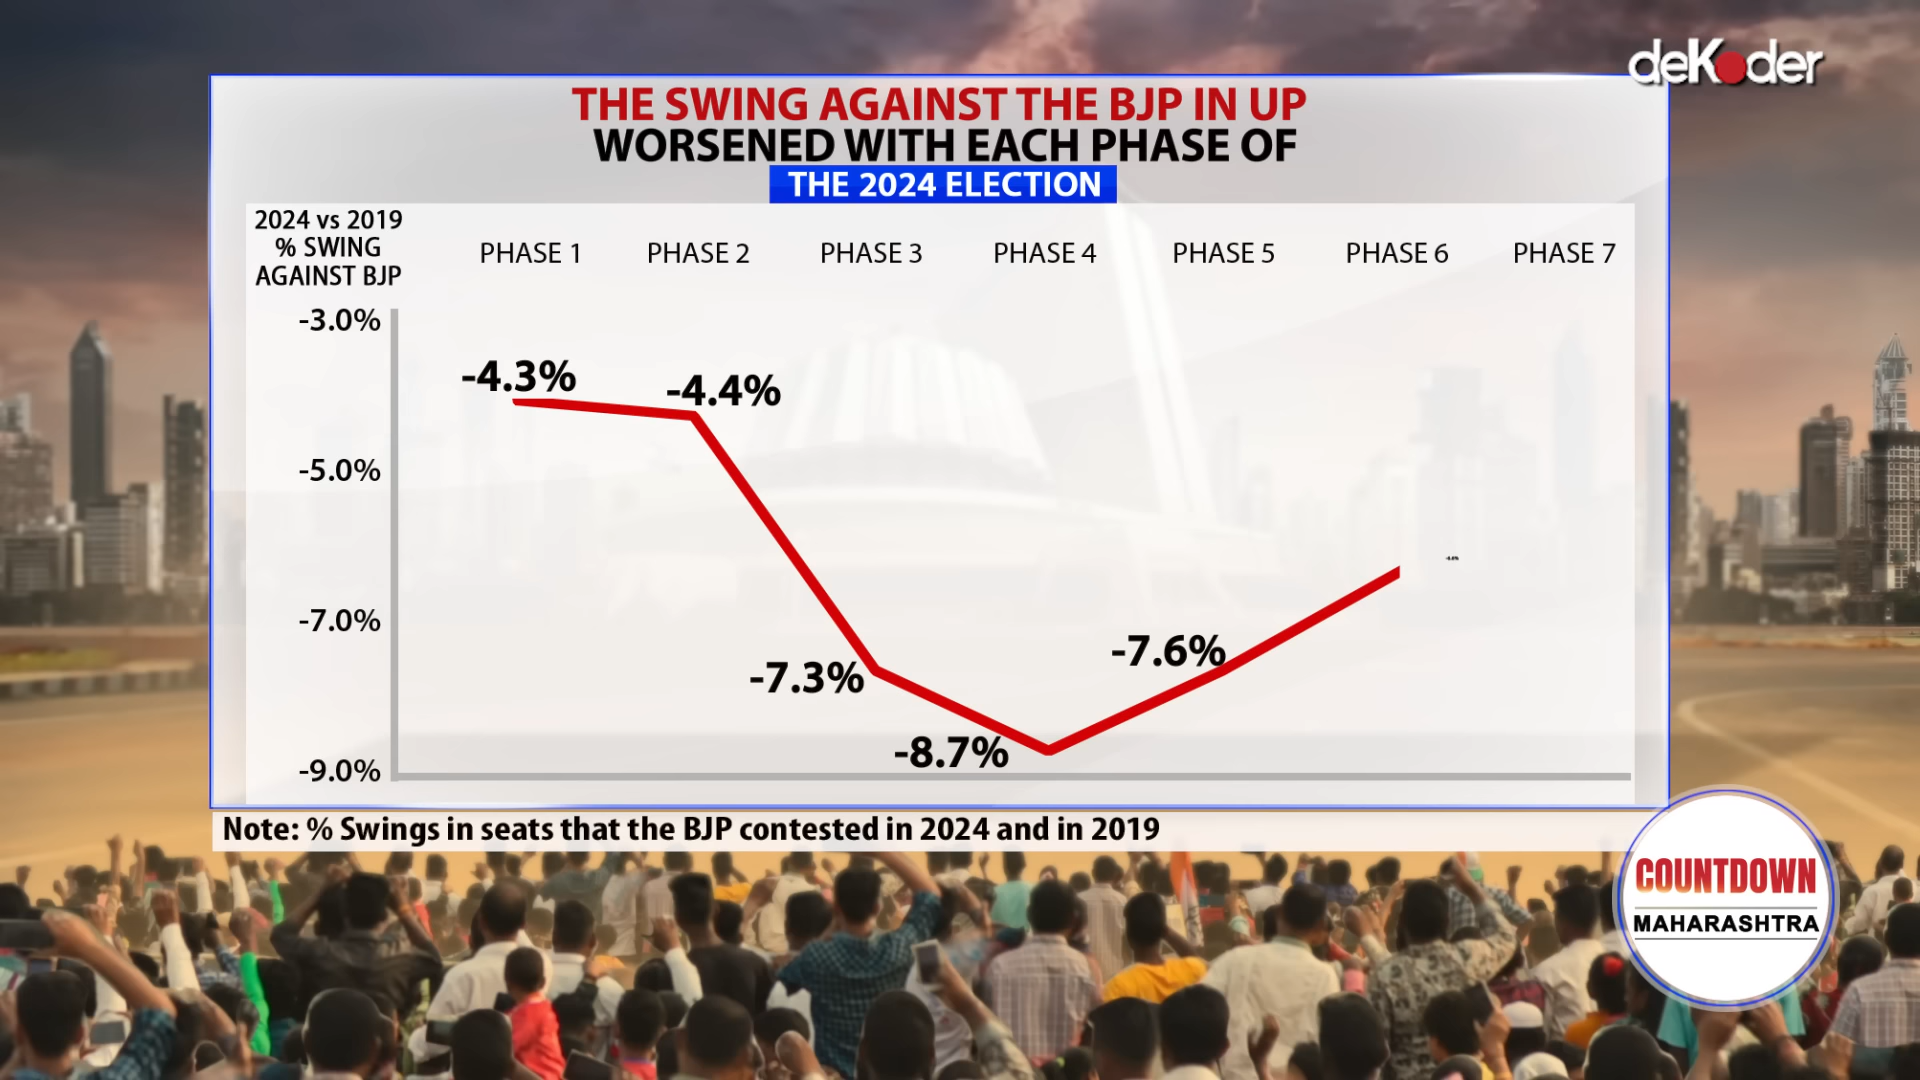 deKoder
THE SWING AGAINST THE BJP IN UP
WORSENED WITH EACH PHASE OF
THE 2024 ELECTION
2024 vs 2019
% SWING
AGAINST BJP
PHASE 1 PHASE 2 PHASE 3 PHASE 4 PHASE 5 PHASE 6 PHASE 7
-3.0%
-4.3%
-4.4%
-5.0%
-7.0%
-7.6%
-7.3%
-8.7%
-9.0%
Note: % Swings in seats that the BJP contested in 2024 and in 2019
COUNTDOWN
MAHARASHTRA